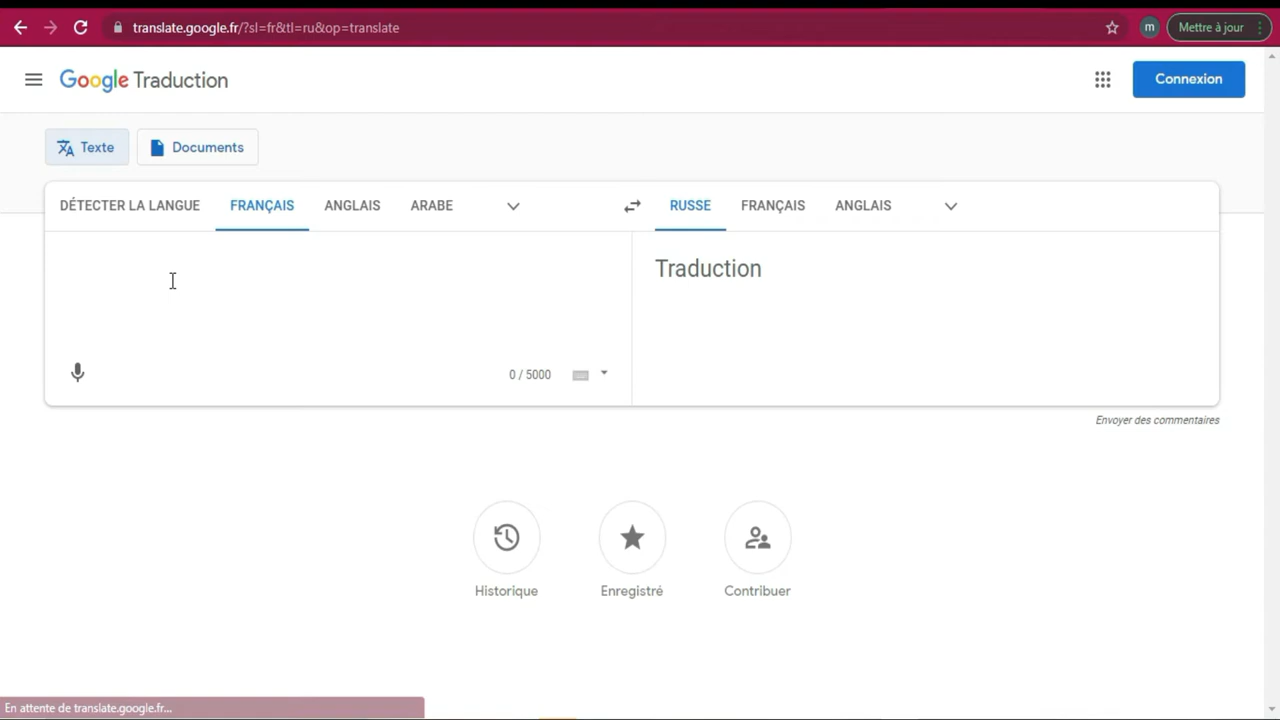 translate.google.fr/?sl=fr&tl=ru&op=translate
m
Mettre à jour
Google Traduction
Connexion
Texte
Documents
DÉTECTER LA LANGUE
FRANÇAIS
ANGLAIS
ARABE
RUSSE
FRANÇAIS
ANGLAIS
Traduction
0 / 5000
Envoyer des commentaires
Historique
Enregistré
Contribuer
En attente de translate.google.fr...